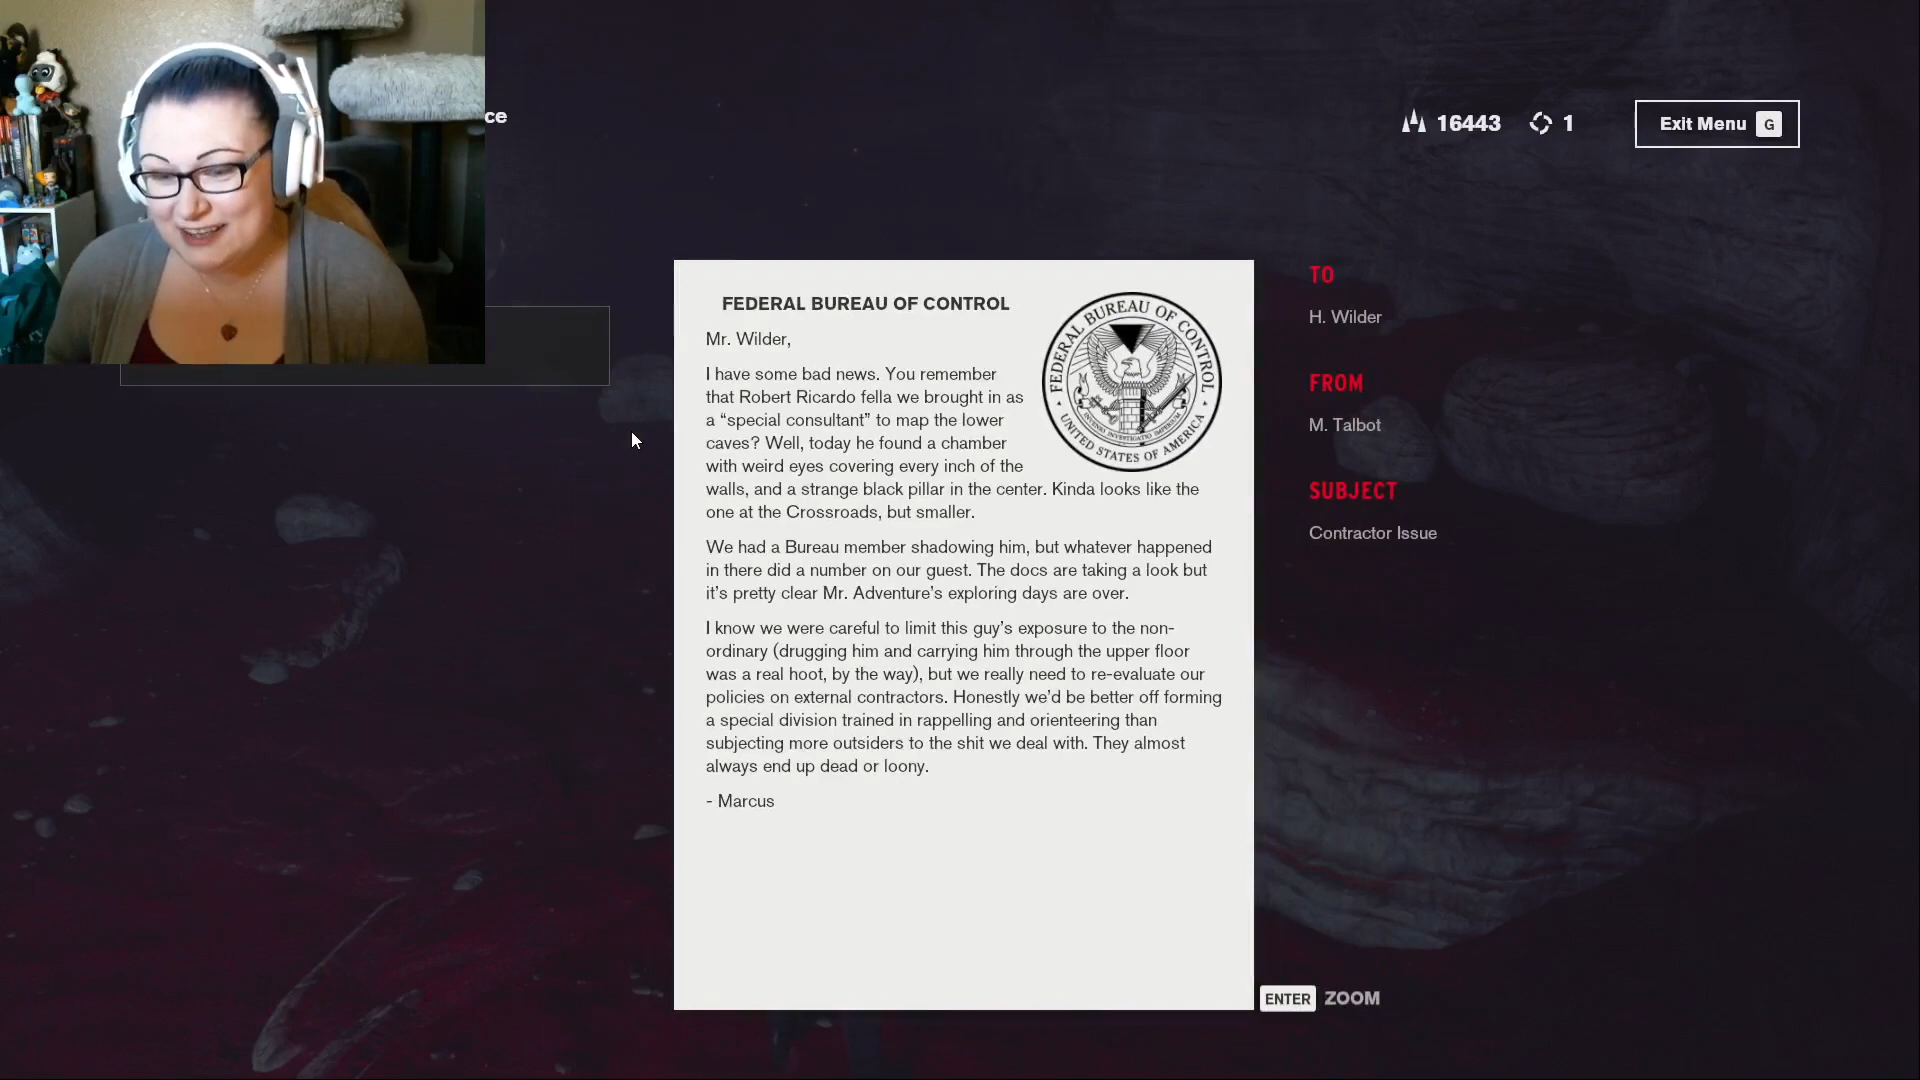 ce
16443
1
Exit Menu G
FEDERAL BUREAU OF CONTROL
Mr. Wilder,
I have some bad news. You remember
that Robert Ricardo fella we brought in as
a “special consultant” to map the lower
caves? Well, today he found a chamber
with weird eyes covering every inch of the
walls, and a strange black pillar in the center. Kinda looks like the
one at the Crossroads, but smaller.
We had a Bureau member shadowing him, but whatever happened
in there did a number on our guest. The docs are taking a look but
it’s pretty clear Mr. Adventure’s exploring days are over.
I know we were careful to limit this guy’s exposure to the non-
ordinary (drugging him and carrying him through the upper floor
was a real hoot, by the way), but we really need to re-evaluate our
policies on external contractors. Honestly we’d be better off forming
a special division trained in rappelling and orienteering than
subjecting more outsiders to the shit we deal with. They almost
always end up dead or loony.
- Marcus
FEDERAL BUREAU OF CONTROL
UNITED STATES OF AMERICA
TO
H. Wilder
FROM
M. Talbot
SUBJECT
Contractor Issue
ENTER ZOOM